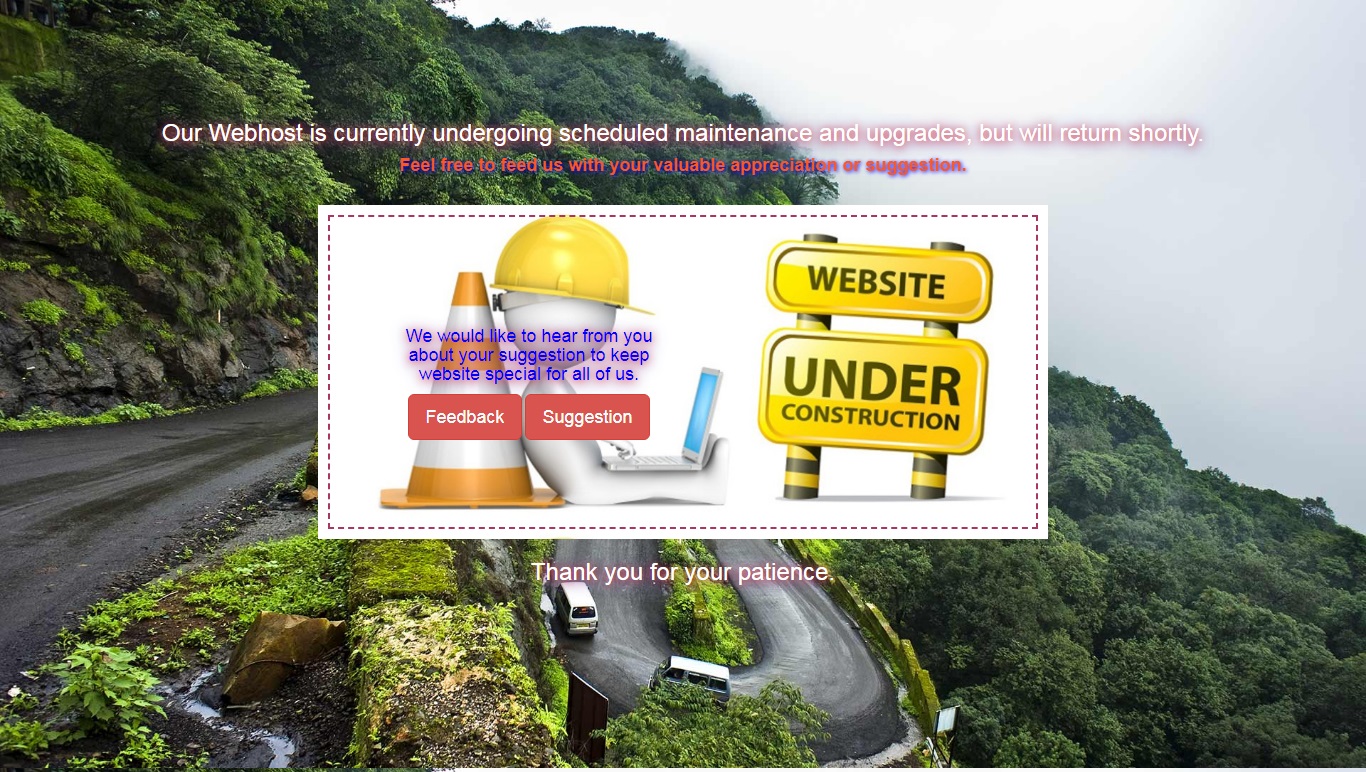 Our Webhost is currently undergoing scheduled maintenance and upgrades, but will return shortly.
Feel free to feed us with your valuable appreciation or suggestion.
We would like to hear from you
about your suggestion to keep
website special for all of us.
Feedback Suggestion
WEBSITE
UNDER
CONSTRUCTION
Thank you for your patience.